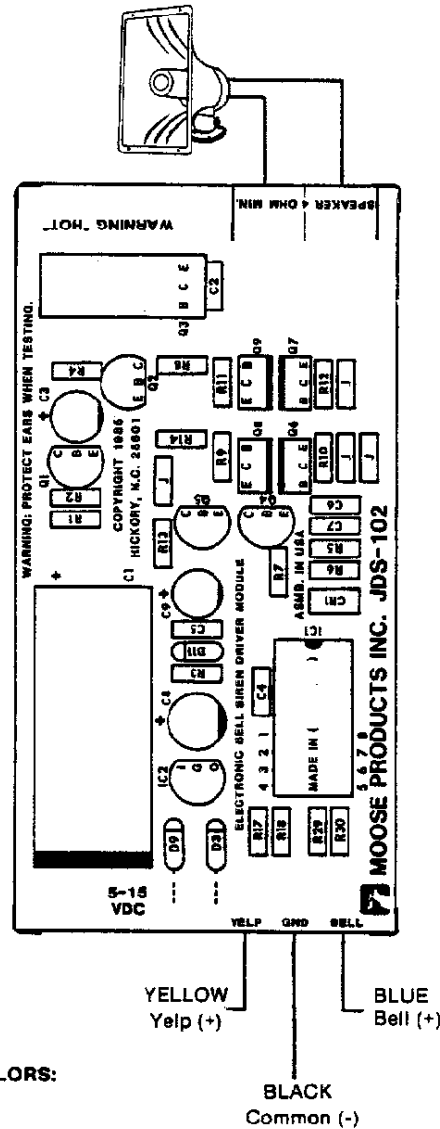 SPEAKER 4 OHM MIN.
WARNING "HOT"
WARNING: PROTECT EARS WHEN TESTING.
B C E
Q3
C2
R4
C3
+
E B C
Q2
R8
R11
E C B
Q9
B C E
Q7
R12
J
Q1
C B E
R2
R1
COPYRIGHT 1986
HICKORY, N.C. 28601
R14
J
R13
R9
E C B
Q8
B C E
Q6
R10
J
J
Q5
C B E
Q4
C B E
R7
C6
C7
R5
R6
CR1
ASMB. IN USA
+
C1
C9
+
C5
D11
R3
C8
+
IC2
I G O
ELECTRONIC BELL SIREN DRIVER MODULE
C4
IC1
MADE IN (
)
4 3 2 1
5 6 7 8
D9
D3
R17
R18
R29
R30
MOOSE PRODUCTS INC. JDS-102
5-15
VDC
YELP
GND
BELL
YELLOW
Yelp (+)
BLUE
Bell (+)
BLACK
Common (-)
LORS: